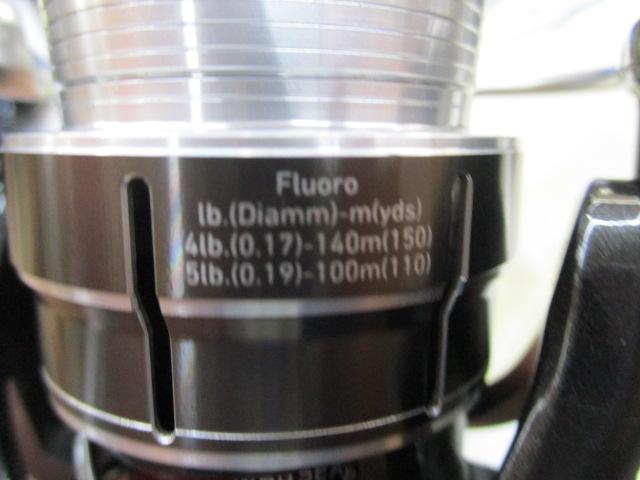 Fluoro
lb.(Diamm)-m(yds)
4lb.(0.17)-140m(150)
5lb.(0.19)-100m(110)